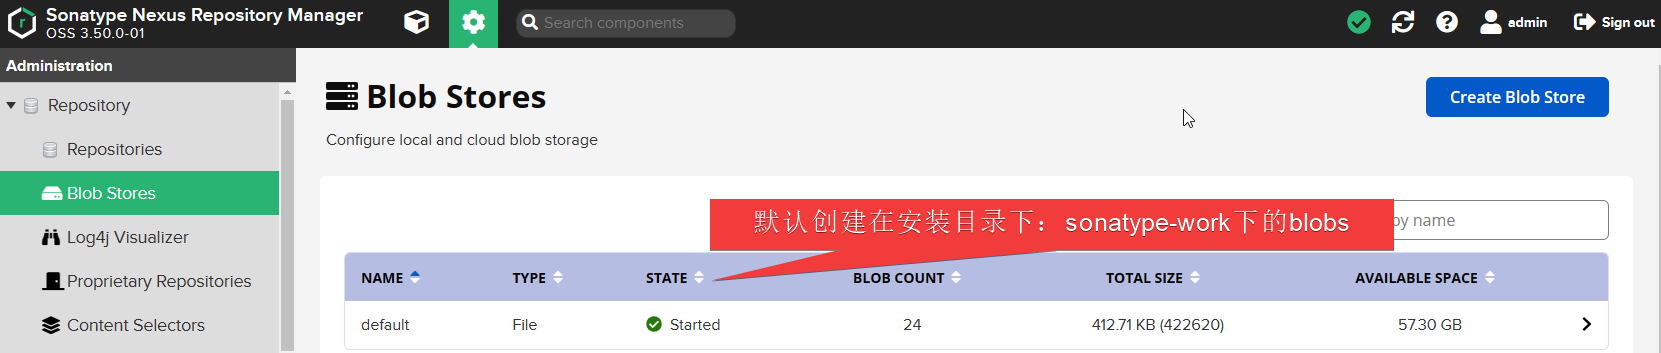 Sonatype Nexus Repository Manager
OSS 3.50.0-01
Search components
admin
Sign out
Administration
Repository
Repositories
Blob Stores
Log4j Visualizer
Proprietary Repositories
Content Selectors
Blob Stores
Create Blob Store
Configure local and cloud blob storage
默认创建在安装目录下：sonatype-work下的blobs
by name
NAME TYPE STATE BLOB COUNT TOTAL SIZE AVAILABLE SPACE
default File Started 24 412.71 KB (422620) 57.30 GB